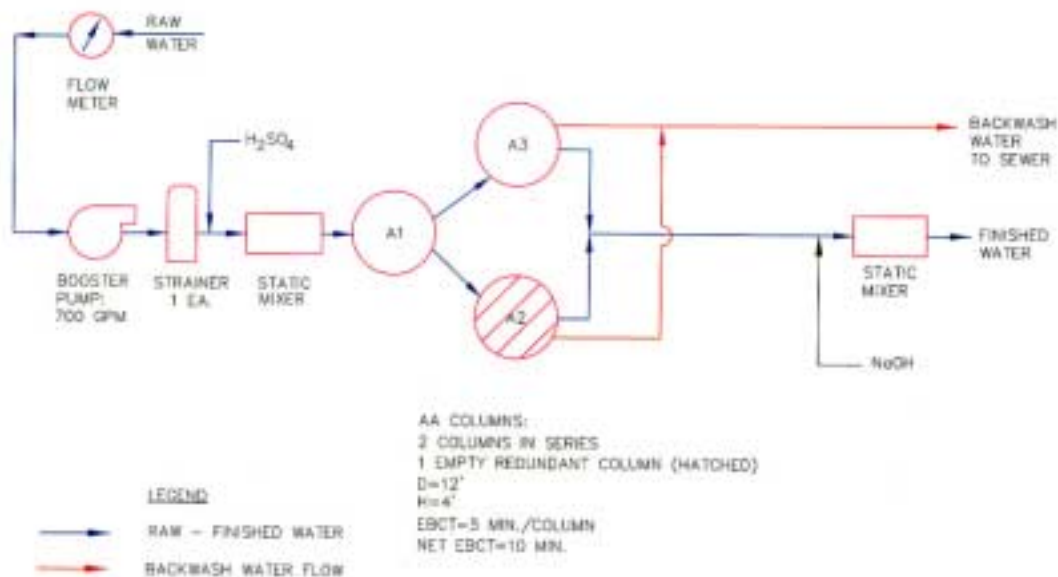 RAW
WATER
FLOW
METER
H₂SO₄
A3
BACKWASH
WATER
TO SEWER
A1
BOOSTER
PUMP:
700 GPM
STRAINER
1 EA.
STATIC
MIXER
A2
FINISHED
WATER
STATIC
MIXER
NaOH
AA COLUMNS:
2 COLUMNS IN SERIES
1 EMPTY REDUNDANT COLUMN (HATCHED)
D=12'
H=4'
EBCT=5 MIN./COLUMN
NET EBCT=10 MIN.
LEGEND
RAW - FINISHED WATER
BACKWASH WATER FLOW